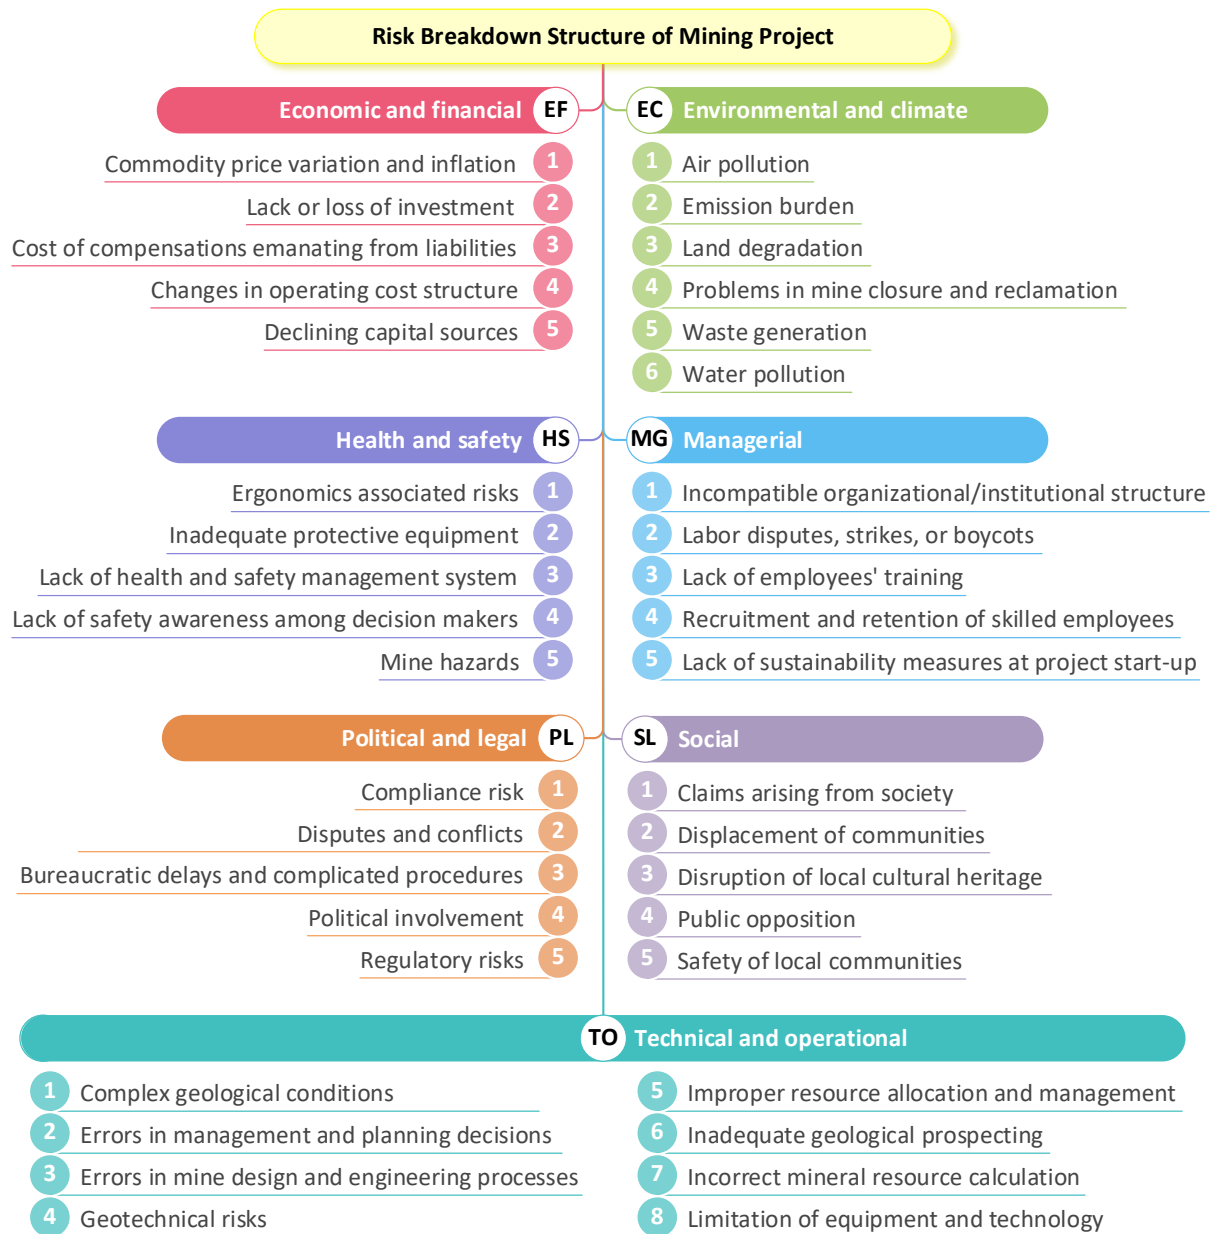 Risk Breakdown Structure of Mining Project
Economic and financial EF
1 Commodity price variation and inflation
2 Lack or loss of investment
3 Cost of compensations emanating from liabilities
4 Changes in operating cost structure
5 Declining capital sources
EC Environmental and climate
1 Air pollution
2 Emission burden
3 Land degradation
4 Problems in mine closure and reclamation
5 Waste generation
6 Water pollution
Health and safety HS
1 Ergonomics associated risks
2 Inadequate protective equipment
3 Lack of health and safety management system
4 Lack of safety awareness among decision makers
5 Mine hazards
MG Managerial
1 Incompatible organizational/institutional structure
2 Labor disputes, strikes, or boycots
3 Lack of employees' training
4 Recruitment and retention of skilled employees
5 Lack of sustainability measures at project start-up
Political and legal PL
1 Compliance risk
2 Disputes and conflicts
3 Bureaucratic delays and complicated procedures
4 Political involvement
5 Regulatory risks
SL Social
1 Claims arising from society
2 Displacement of communities
3 Disruption of local cultural heritage
4 Public opposition
5 Safety of local communities
TO Technical and operational
1 Complex geological conditions
2 Errors in management and planning decisions
3 Errors in mine design and engineering processes
4 Geotechnical risks
5 Improper resource allocation and management
6 Inadequate geological prospecting
7 Incorrect mineral resource calculation
8 Limitation of equipment and technology